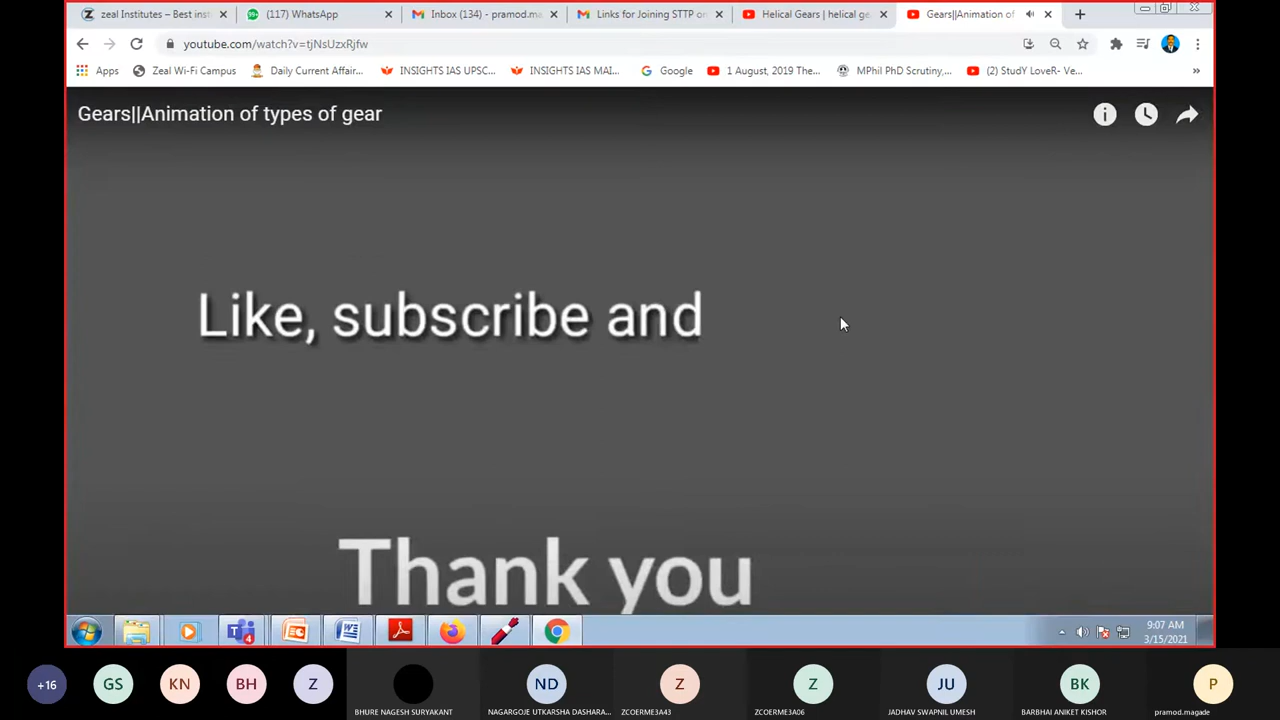 zeal Institutes – Best inst
99+
(117) WhatsApp
Inbox (134) - pramod.ma
Links for Joining STTP on
Helical Gears | helical ge
Gears||Animation of
youtube.com/watch?v=tjNsUzxRjfw
Apps
Zeal Wi-Fi Campus
Daily Current Affair...
INSIGHTS IAS UPSC...
INSIGHTS IAS MAI...
Google
1 August, 2019 The...
MPhil PhD Scrutiny,...
(2) StudY LoveR- Ve...
»
Gears||Animation of types of gear
Like, subscribe and
Thank you
4
9:07 AM
3/15/2021
+16
GS
KN
BH
Z
BHURE NAGESH SURYAKANT
ND
NAGARGOJE UTKARSHA DASHARA...
Z
ZCOERME3A43
Z
ZCOERME3A06
JU
JADHAV SWAPNIL UMESH
BK
BARBHAI ANIKET KISHOR
P
pramod.magade